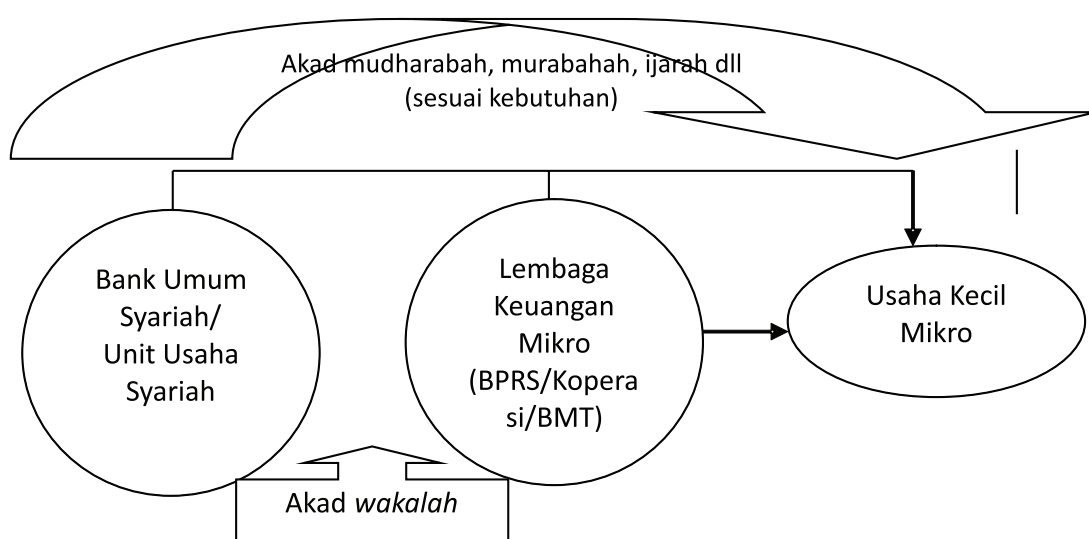 Akad mudharabah, murabahah, ijarah dll
(sesuai kebutuhan)
Bank Umum
Syariah/
Unit Usaha
Syariah
Lembaga
Keuangan
Mikro
(BPRS/Kopera
si/BMT)
Usaha Kecil
Mikro
Akad wakalah